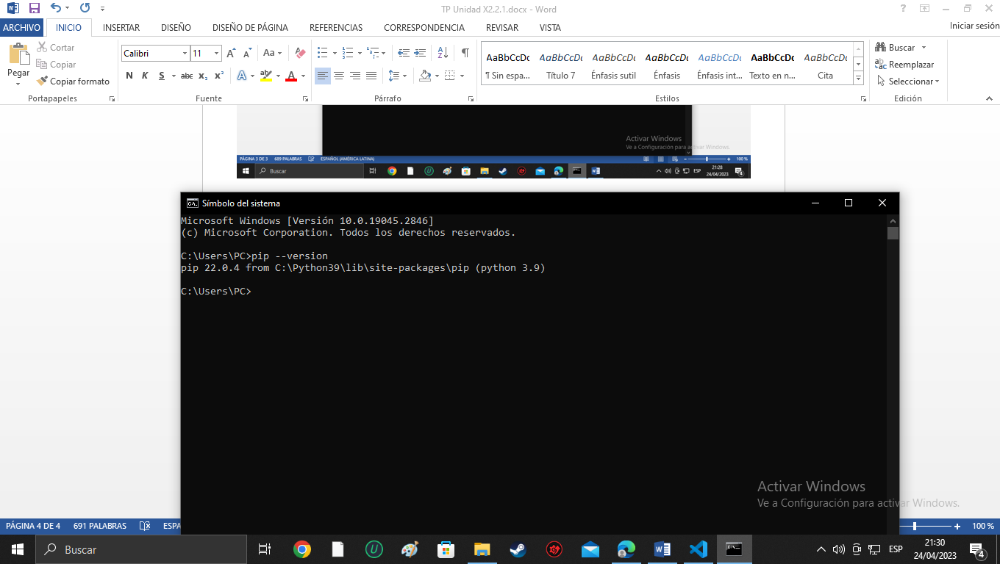 TP Unidad X2.2.1.docx - Word
ARCHIVO INICIO INSERTAR DISEÑO DISEÑO DE PÁGINA REFERENCIAS CORRESPONDENCIA REVISAR VISTA Iniciar sesión
Pegar
Cortar
Copiar
Copiar formato
Portapapeles
Calibri 11
Aa
N K S abc x₂ x² A ab A
Fuente
Párrafo
AaBbCcDc AaBbCcDc AaBbCcDc AaBbCcDc AaBbCcDc AaBbCcDc AaBbCcDc
¶ Sin espa... Título 7 Énfasis sutil Énfasis Énfasis int... Texto en n... Cita
Estilos
Buscar
Reemplazar
Seleccionar
Edición
Activar Windows
Ve a Configuración para activar Windows.
PÁGINA 3 DE 3 689 PALABRAS ESPAÑOL (AMÉRICA LATINA) 100 %
Buscar
ESP
21:28
24/04/2023
4
Símbolo del sistema
Microsoft Windows [Versión 10.0.19045.2846]
(c) Microsoft Corporation. Todos los derechos reservados.
C:\Users\PC>pip --version
pip 22.0.4 from C:\Python39\lib\site-packages\pip (python 3.9)
C:\Users\PC>
Activar Windows
Ve a Configuración para activar Windows.
PÁGINA 4 DE 4 691 PALABRAS ESPA 100 %
Buscar
ESP
21:30
24/04/2023
4